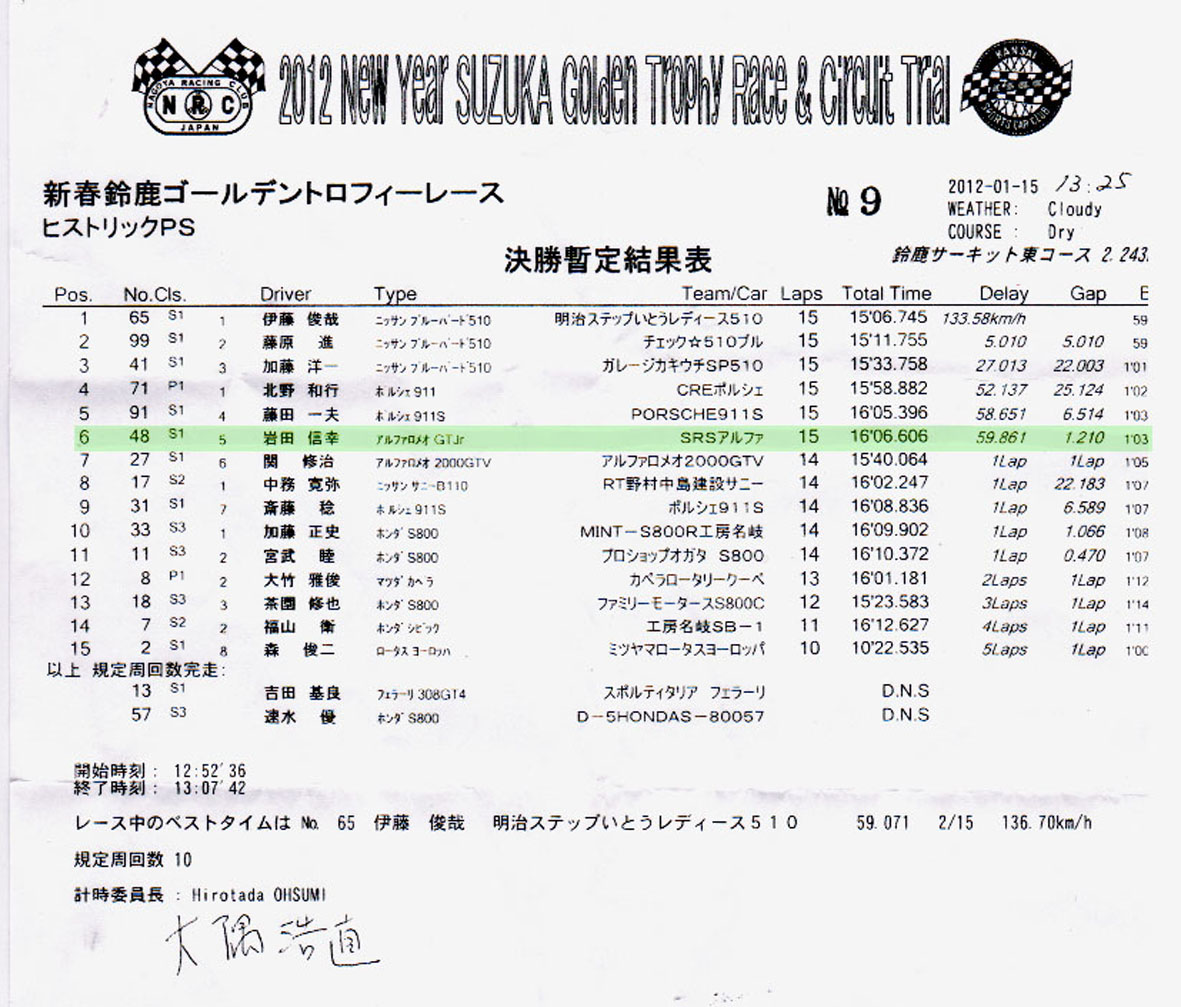 NAGOYA RACING CLUB
NRC
JAPAN
2012 New Year SUZUKA Golden Trophy Race & Circuit Trial
KANSAI
SPORTS CAR CLUB
新春鈴鹿ゴールデントロフィーレース
ヒストリックPS
№ 9
2012-01-15 13:25
WEATHER: Cloudy
COURSE : Dry
決勝暫定結果表
鈴鹿サーキット東コース 2.243
Pos. No. Cls. Driver Type Team/Car Laps Total Time Delay Gap
1 65 S1 1 伊藤 俊哉 ニッサン ブルーバード510 明治ステップいとうレディース510 15 15'06.745 133.58km/h 59
2 99 S1 2 藤原 進 ニッサン ブルーバード510 チェック☆510ブル 15 15'11.755 5.010 5.010 59
3 41 S1 3 加藤 洋一 ニッサン ブルーバード510 ガレージカキウチSP510 15 15'33.758 27.013 22.003 1'01
4 71 P1 1 北野 和行 ポルシェ911 CREポルシェ 15 15'58.882 52.137 25.124 1'02
5 91 S1 4 藤田 一夫 ポルシェ911S PORSCHE911S 15 16'05.396 58.651 6.514 1'03
6 48 S1 5 岩田 信幸 アルファロメオ GTJr SRSアルファ 15 16'06.606 59.861 1.210 1'03
7 27 S1 6 関 修治 アルファロメオ 2000GTV アルファロメオ2000GTV 14 15'40.064 1Lap 1Lap 1'05
8 17 S2 1 中務 寛弥 ニッサン サニーB110 RT野村中島建設サニー 14 16'02.247 1Lap 22.183 1'07
9 31 S1 7 斎藤 稔 ポルシェ911S ポルシェ911S 14 16'08.836 1Lap 6.589 1'07
10 33 S3 1 加藤 正史 ホンダ S800 MINT-S800R工房名岐 14 16'09.902 1Lap 1.066 1'08
11 11 S3 2 宮武 睦 ホンダ S800 プロショップオガタ S800 14 16'10.372 1Lap 0.470 1'07
12 8 P1 2 大竹 雅俊 マツダ カペラ カペラロータリークーペ 13 16'01.181 2Laps 1Lap 1'12
13 18 S3 3 茶園 修也 ホンダ S800 ファミリーモータースS800C 12 15'23.583 3Laps 1Lap 1'14
14 7 S2 2 福山 衛 ホンダ シビック 工房名岐SB-1 11 16'12.627 4Laps 1Lap 1'11
15 2 S1 8 森 俊二 ロータス ヨーロッパ ミツヤマロータスヨーロッパ 10 10'22.535 5Laps 1Lap 1'00
以上 規定周回数完走:
13 S1 吉田 基良 フェラーリ 308GT4 スポルティタリア フェラーリ D.N.S
57 S3 速水 優 ホンダ S800 D-5HONDAS-80057 D.N.S
開始時刻 : 12:52'36
終了時刻 : 13:07'42
レース中のベストタイムは № 65 伊藤 俊哉 明治ステップいとうレディース510 59.071 2/15 136.70km/h
規定周回数 10
計時委員長 : Hirotada OHSUMI
大隅浩直